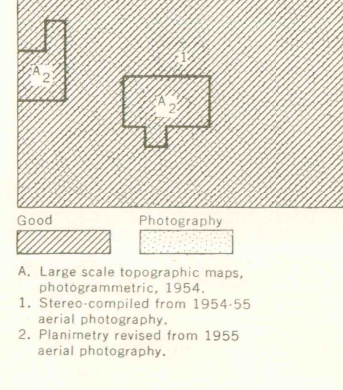 1
A2
A2
Good Photography
A. Large scale topographic maps,
photogrammetric, 1954.
1. Stereo-compiled from 1954-55
aerial photography.
2. Planimetry revised from 1955
aerial photography.